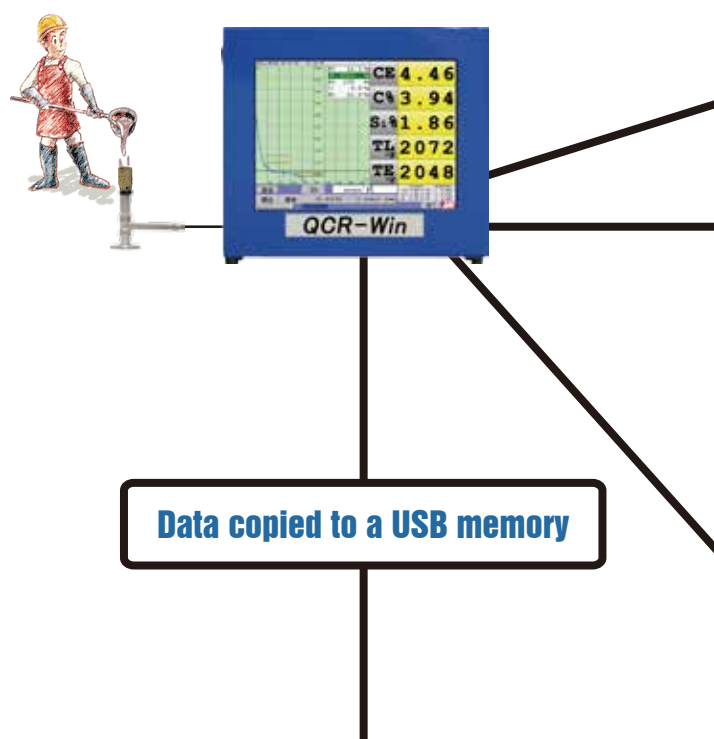 CE 4.46
C% 3.94
Si% 1.86
TL 2072
TE 2048
QCR-Win
Data copied to a USB memory